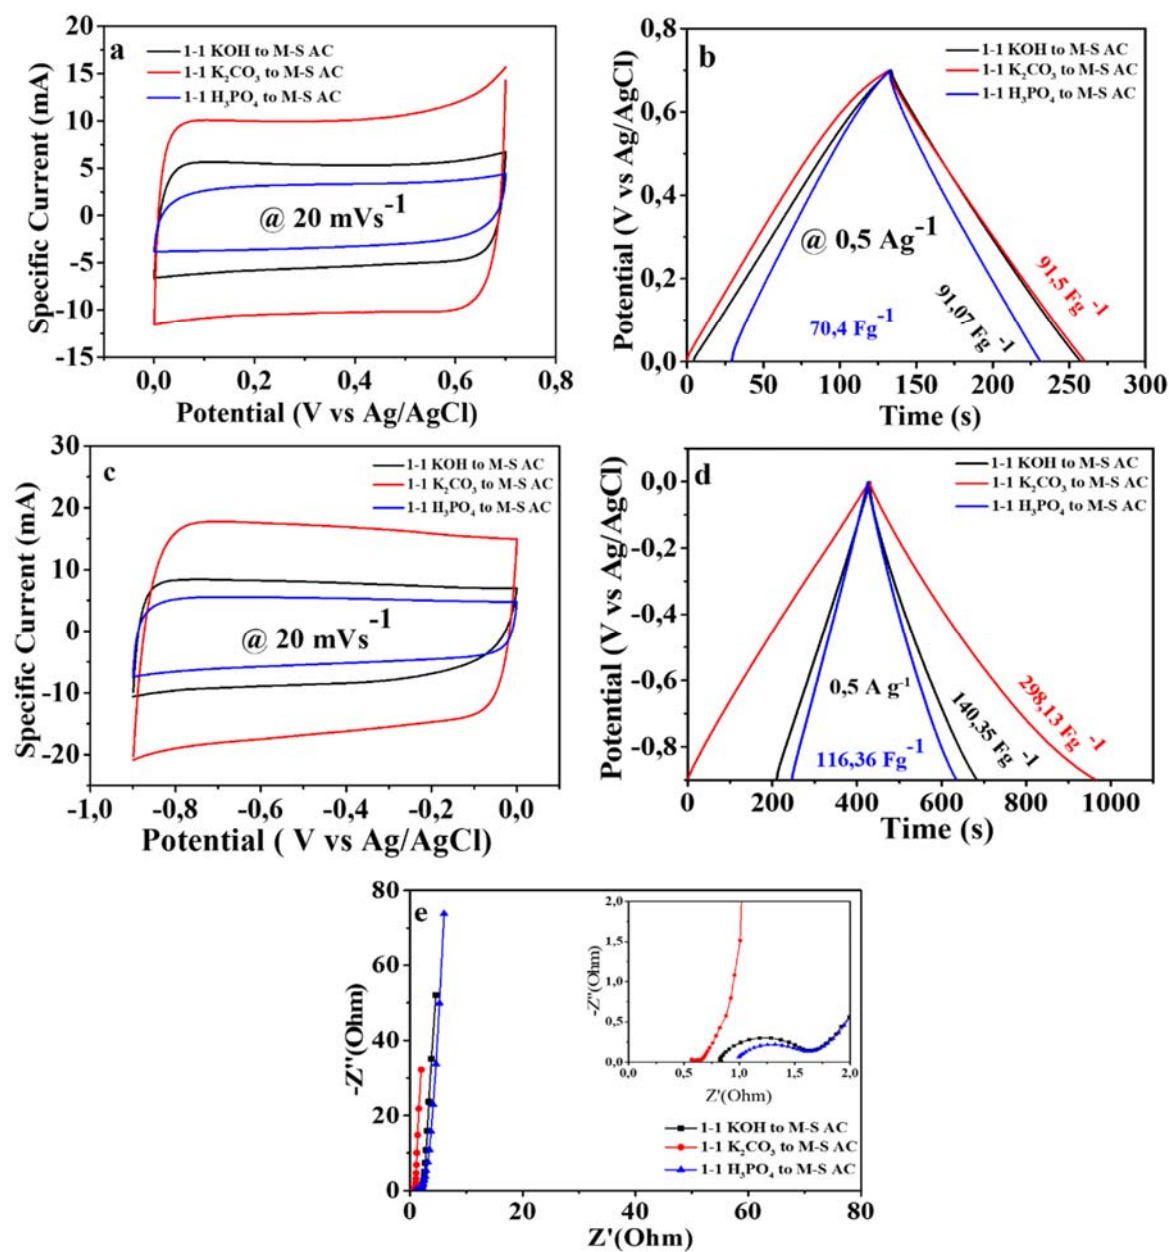 a
1-1 KOH to M-S AC
1-1 K₂CO₃ to M-S AC
1-1 H₃PO₄ to M-S AC
@ 20 mVs⁻¹
20
15
10
5
0
-5
-10
-15
Specific Current (mA)
0,0 0,2 0,4 0,6 0,8
Potential (V vs Ag/AgCl)
b
1-1 KOH to M-S AC
1-1 K₂CO₃ to M-S AC
1-1 H₃PO₄ to M-S AC
@ 0,5 Ag⁻¹
70,4 Fg⁻¹
91,07 Fg⁻¹
91,5 Fg⁻¹
0,8
0,6
0,4
0,2
0,0
Potential (V vs Ag/AgCl)
0 50 100 150 200 250 300
Time (s)
c
1-1 KOH to M-S AC
1-1 K₂CO₃ to M-S AC
1-1 H₃PO₄ to M-S AC
@ 20 mVs⁻¹
30
20
10
0
-10
-20
Specific Current (mA)
-1,0 -0,8 -0,6 -0,4 -0,2 0,0
Potential ( V vs Ag/AgCl)
d
1-1 KOH to M-S AC
1-1 K₂CO₃ to M-S AC
1-1 H₃PO₄ to M-S AC
0,5 A g⁻¹
116,36 Fg⁻¹
140,35 Fg⁻¹
298,13 Fg⁻¹
0,0
-0,2
-0,4
-0,6
-0,8
Potential (V vs Ag/AgCl)
0 200 400 600 800 1000
Time (s)
e
80
60
40
20
0
-Z''(Ohm)
2,0
1,5
1,0
0,5
0,0
-Z''(Ohm)
0,0 0,5 1,0 1,5 2,0
Z'(Ohm)
1-1 KOH to M-S AC
1-1 K₂CO₃ to M-S AC
1-1 H₃PO₄ to M-S AC
0 20 40 60 80
Z'(Ohm)